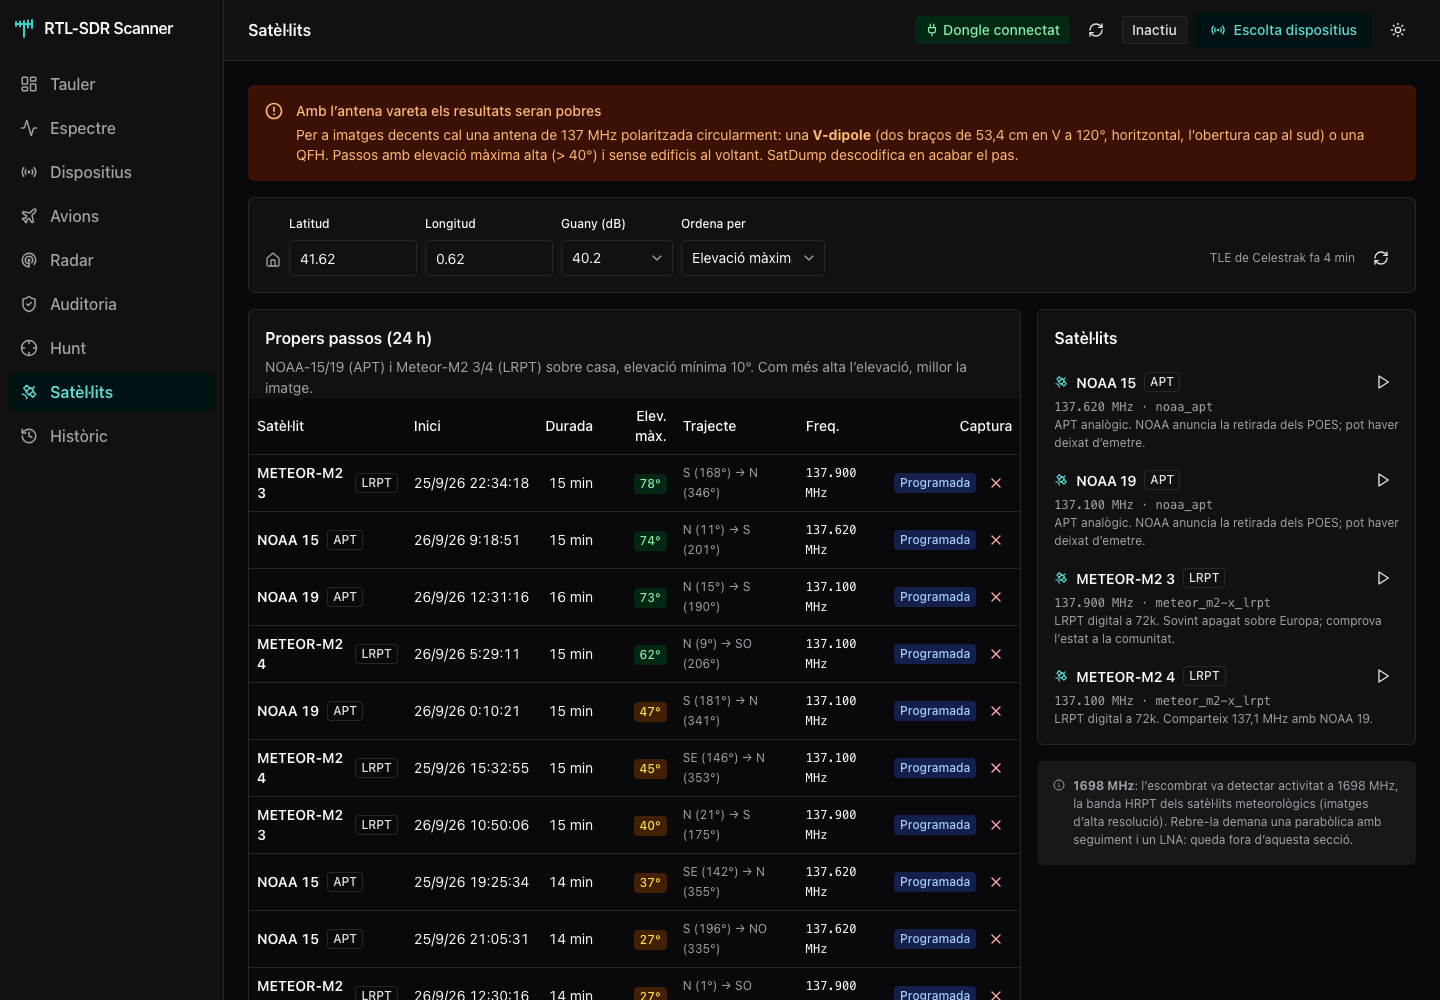 RTL-SDR Scanner
Tauler
Espectre
Dispositius
Avions
Radar
Auditoria
Hunt
Satèl·lits
Històric
Satèl·lits
Dongle connectat
Inactiu
Escolta dispositius
Amb l'antena vareta els resultats seran pobres
Per a imatges decents cal una antena de 137 MHz polaritzada circularment: una V-dipole (dos braços de 53,4 cm en V a 120°, horitzontal, l'obertura cap al sud) o una
QFH. Passos amb elevació màxima alta (> 40°) i sense edificis al voltant. SatDump descodifica en acabar el pas.
Latitud
Longitud
Guany (dB)
Ordena per
41.62
0.62
40.2
Elevació màxim
TLE de Celestrak fa 4 min
Propers passos (24 h)
NOAA-15/19 (APT) i Meteor-M2 3/4 (LRPT) sobre casa, elevació mínima 10°. Com més alta l'elevació, millor la
imatge.
Satèl·lit Inici Durada Elev. màx. Trajecte Freq. Captura
METEOR-M2 3 LRPT 25/9/26 22:34:18 15 min 78° S (168°) → N (346°) 137.900 MHz Programada
NOAA 15 APT 26/9/26 9:18:51 15 min 74° N (11°) → S (201°) 137.620 MHz Programada
NOAA 19 APT 26/9/26 12:31:16 16 min 73° N (15°) → S (190°) 137.100 MHz Programada
METEOR-M2 4 LRPT 26/9/26 5:29:11 15 min 62° N (9°) → SO (206°) 137.100 MHz Programada
NOAA 19 APT 26/9/26 0:10:21 15 min 47° S (181°) → N (341°) 137.100 MHz Programada
METEOR-M2 4 LRPT 25/9/26 15:32:55 15 min 45° SE (146°) → N (353°) 137.100 MHz Programada
METEOR-M2 3 LRPT 26/9/26 10:50:06 15 min 40° N (21°) → S (175°) 137.900 MHz Programada
NOAA 15 APT 25/9/26 19:25:34 14 min 37° SE (142°) → N (355°) 137.620 MHz Programada
NOAA 15 APT 25/9/26 21:05:31 14 min 27° S (196°) → NO (335°) 137.620 MHz Programada
METEOR-M2 LRPT 26/9/26 12:30:16 14 min 27° N (1°) → SO 137.900 Programada
Satèl·lits
NOAA 15 APT
137.620 MHz · noaa_apt
APT analògic. NOAA anuncia la retirada dels POES; pot haver
deixat d'emetre.
NOAA 19 APT
137.100 MHz · noaa_apt
APT analògic. NOAA anuncia la retirada dels POES; pot haver
deixat d'emetre.
METEOR-M2 3 LRPT
137.900 MHz · meteor_m2-x_lrpt
LRPT digital a 72k. Sovint apagat sobre Europa; comprova
l'estat a la comunitat.
METEOR-M2 4 LRPT
137.100 MHz · meteor_m2-x_lrpt
LRPT digital a 72k. Comparteix 137,1 MHz amb NOAA 19.
1698 MHz: l'escombrat va detectar activitat a 1698 MHz,
la banda HRPT dels satèl·lits meteorològics (imatges
d'alta resolució). Rebre-la demana una parabòlica amb
seguiment i un LNA: queda fora d'aquesta secció.